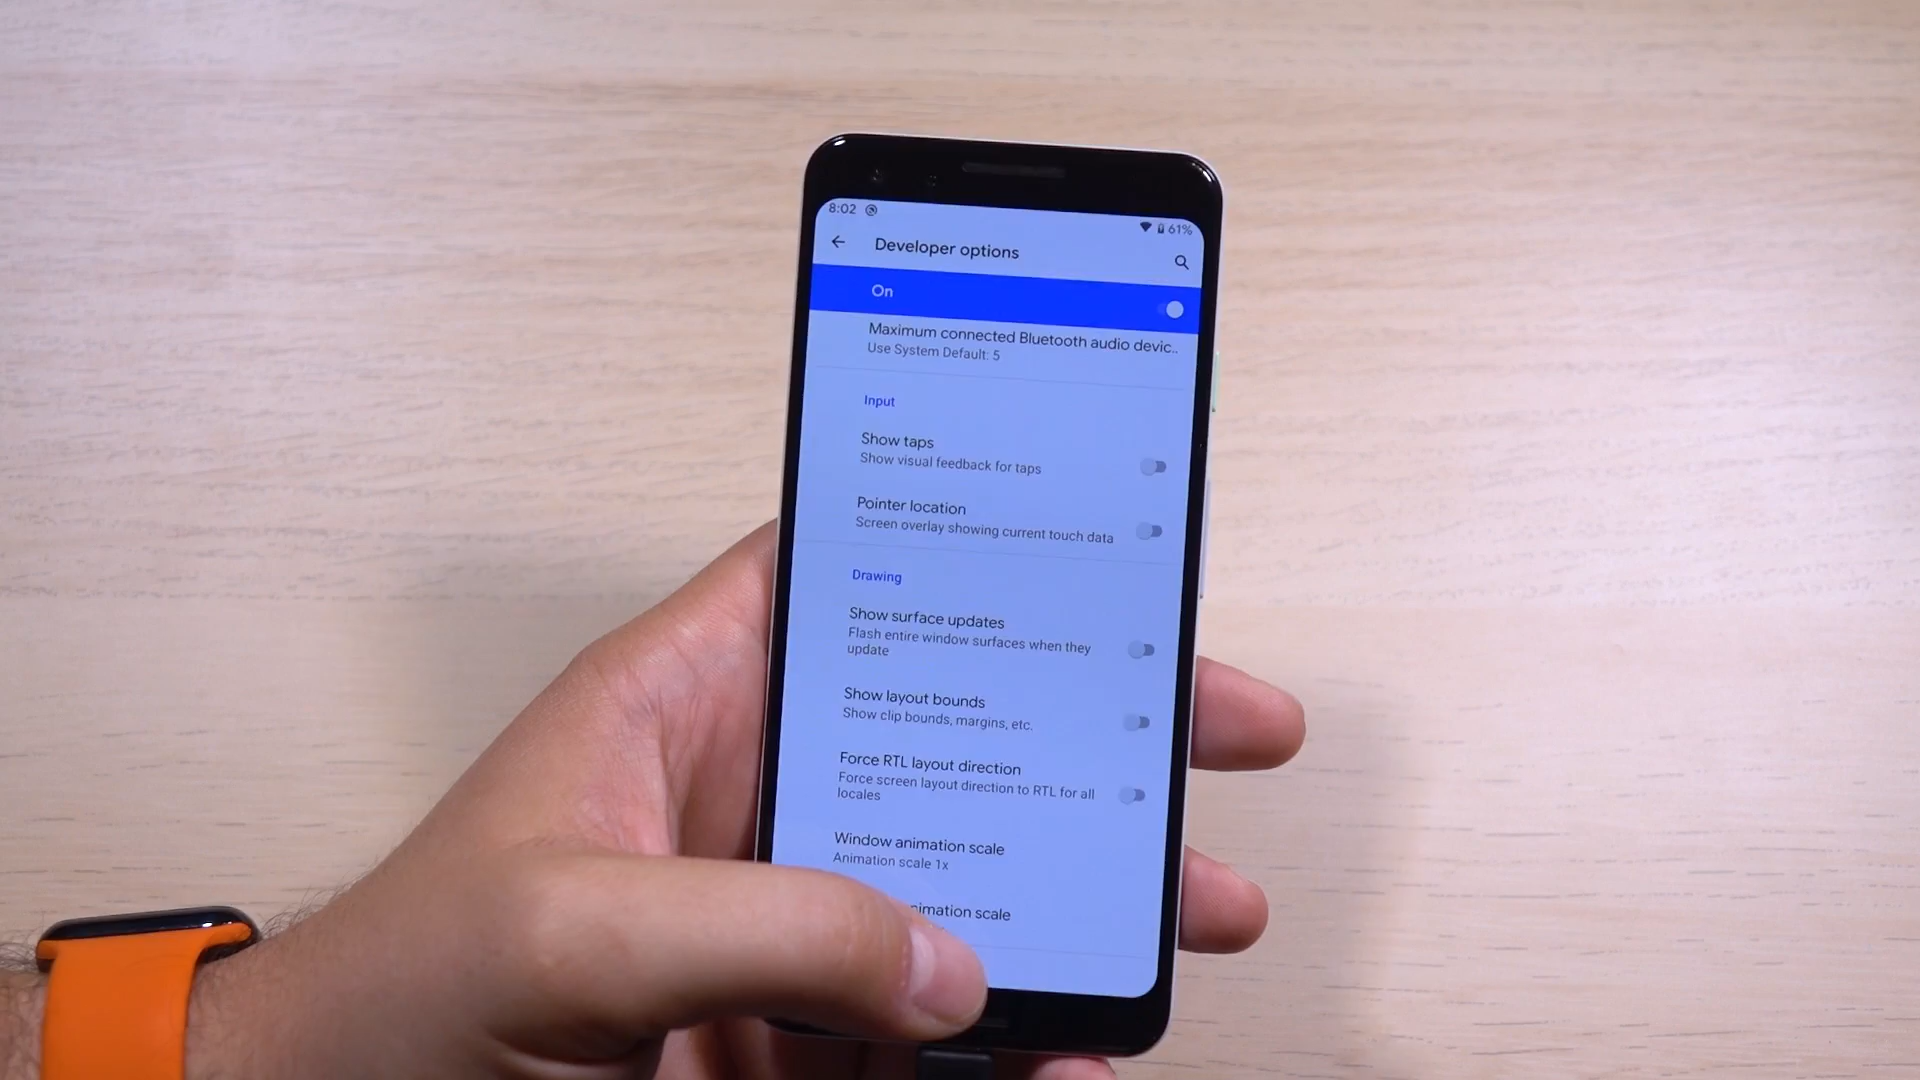 8:02
61%
Developer options
On
Maximum connected Bluetooth audio devic..
Use System Default: 5
Input
Show taps
Show visual feedback for taps
Pointer location
Screen overlay showing current touch data
Drawing
Show surface updates
Flash entire window surfaces when they
update
Show layout bounds
Show clip bounds, margins, etc.
Force RTL layout direction
Force screen layout direction to RTL for all
locales
Window animation scale
Animation scale 1x
scale